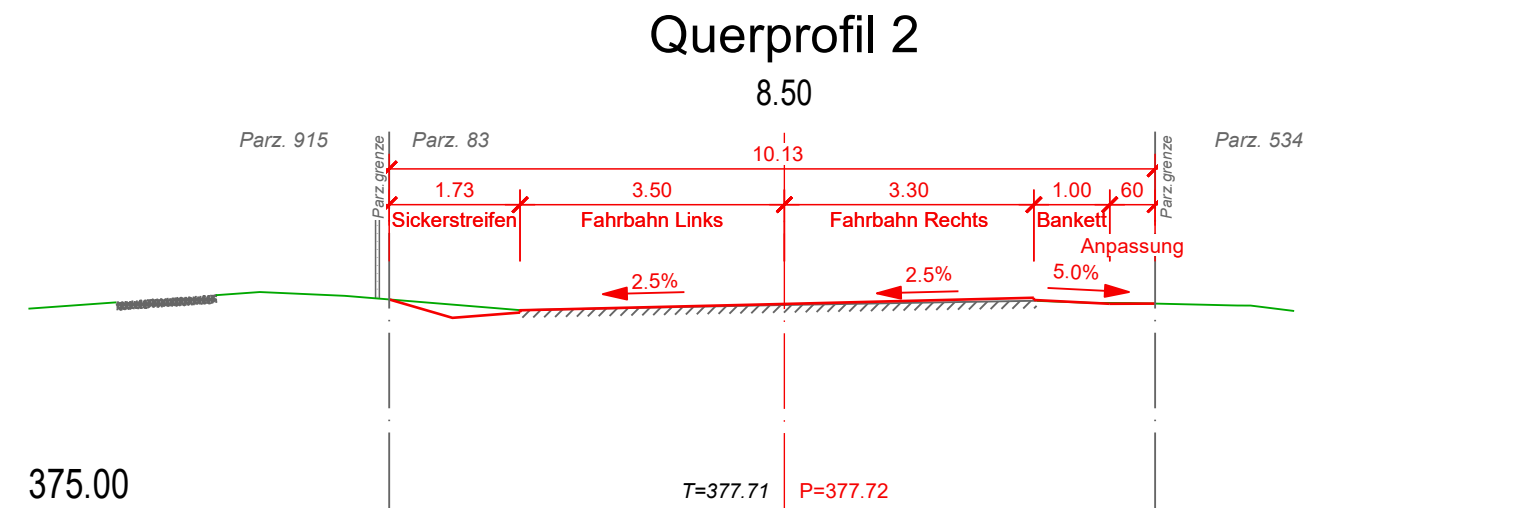 Querprofil 2
8.50
Parz. 915
Parz.grenze
Parz. 83
Parz.grenze
Parz. 534
10.13
1.73
3.50
3.30
1.00
60
Sickerstreifen
Fahrbahn Links
Fahrbahn Rechts
Bankett
Anpassung
2.5%
2.5%
5.0%
375.00
T=377.71
P=377.72